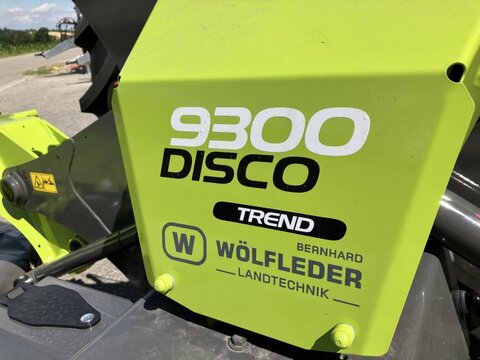 9300
DISCO
TREND
BERNHARD
W WÖLFLEDER
LANDTECHNIK